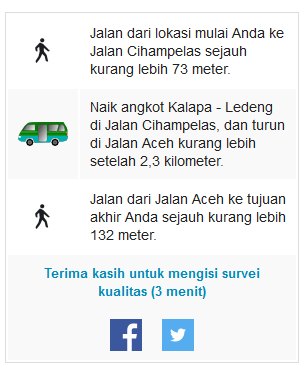 Jalan dari lokasi mulai Anda ke
Jalan Cihampelas sejauh
kurang lebih 73 meter.
Naik angkot Kalapa - Ledeng
di Jalan Cihampelas, dan turun
di Jalan Aceh kurang lebih
setelah 2,3 kilometer.
Jalan dari Jalan Aceh ke tujuan
akhir Anda sejauh kurang lebih
132 meter.
Terima kasih untuk mengisi survei
kualitas (3 menit)